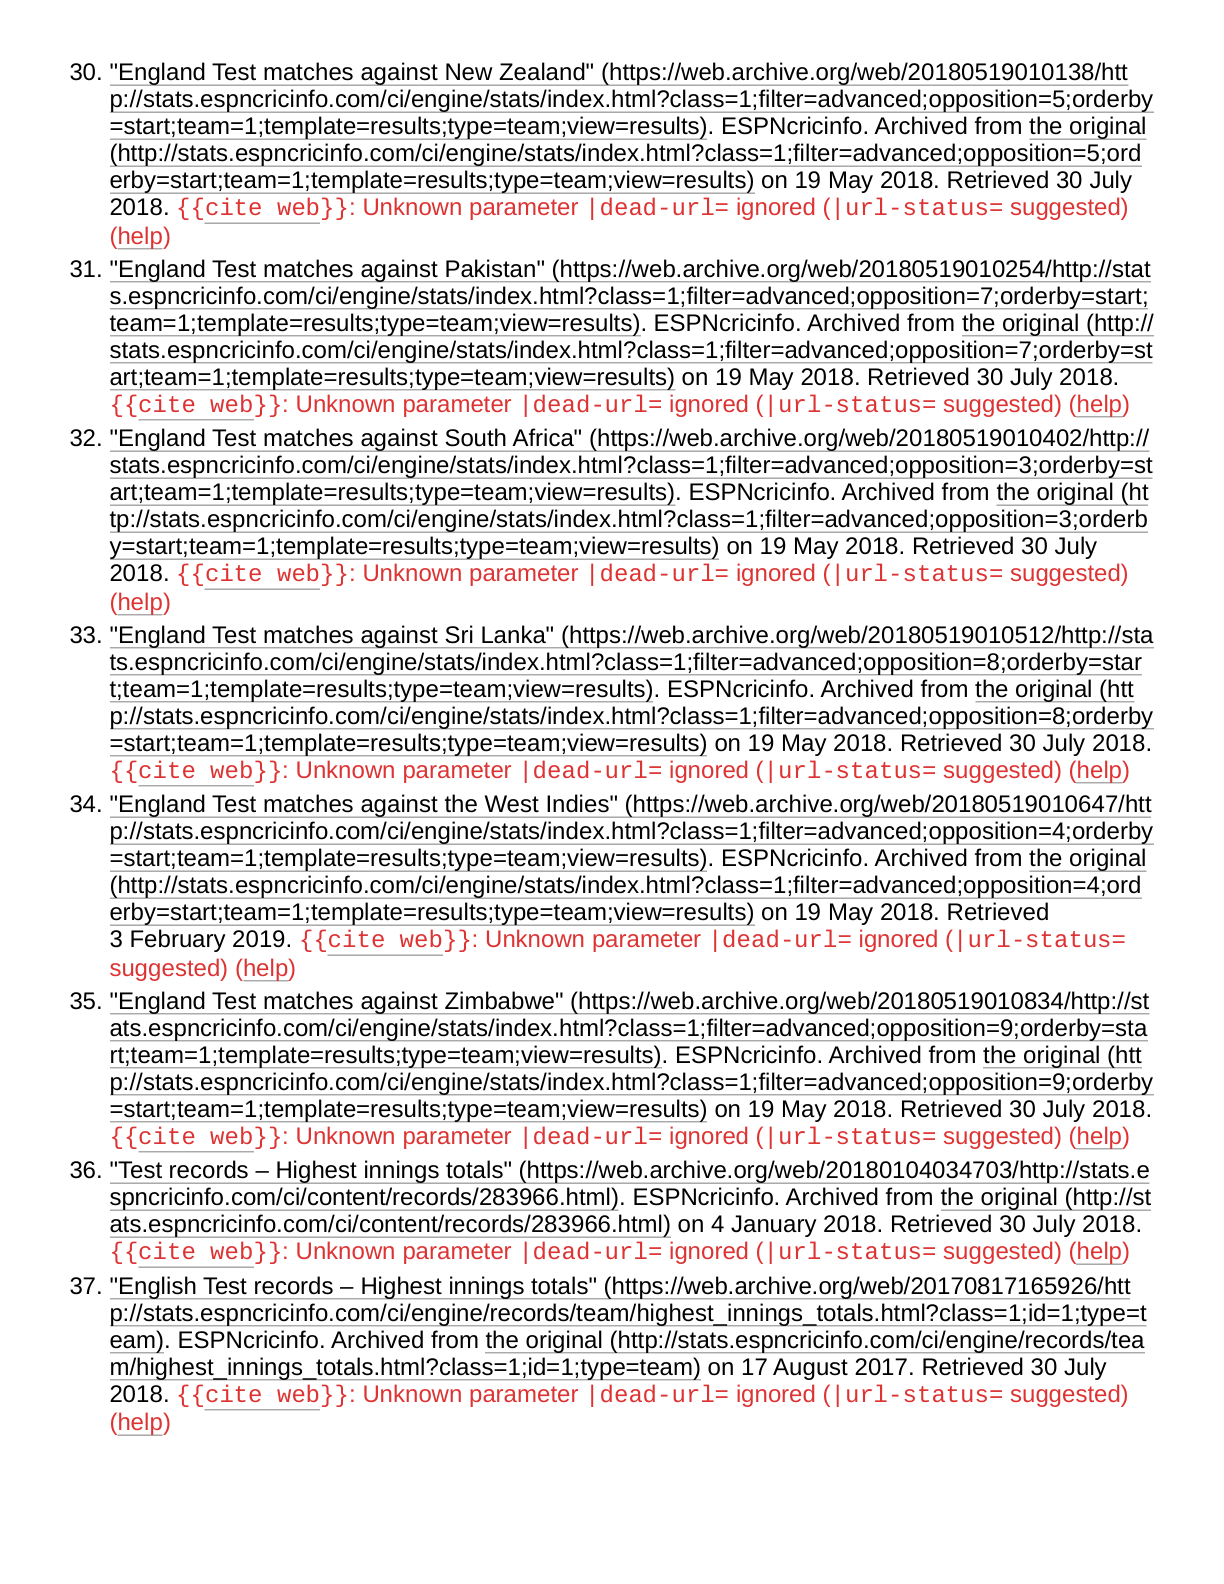 30. "England Test matches against New Zealand" (https://web.archive.org/web/20180519010138/htt
p://stats.espncricinfo.com/ci/engine/stats/index.html?class=1;filter=advanced;opposition=5;orderby
=start;team=1;template=results;type=team;view=results). ESPNcricinfo. Archived from the original
(http://stats.espncricinfo.com/ci/engine/stats/index.html?class=1;filter=advanced;opposition=5;ord
erby=start;team=1;template=results;type=team;view=results) on 19 May 2018. Retrieved 30 July
2018. {{cite web}}: Unknown parameter |dead-url= ignored (|url-status= suggested)
(help)
31. "England Test matches against Pakistan" (https://web.archive.org/web/20180519010254/http://stat
s.espncricinfo.com/ci/engine/stats/index.html?class=1;filter=advanced;opposition=7;orderby=start;
team=1;template=results;type=team;view=results). ESPNcricinfo. Archived from the original (http://
stats.espncricinfo.com/ci/engine/stats/index.html?class=1;filter=advanced;opposition=7;orderby=st
art;team=1;template=results;type=team;view=results) on 19 May 2018. Retrieved 30 July 2018.
{{cite web}}: Unknown parameter |dead-url= ignored (|url-status= suggested) (help)
32. "England Test matches against South Africa" (https://web.archive.org/web/20180519010402/http://
stats.espncricinfo.com/ci/engine/stats/index.html?class=1;filter=advanced;opposition=3;orderby=st
art;team=1;template=results;type=team;view=results). ESPNcricinfo. Archived from the original (ht
tp://stats.espncricinfo.com/ci/engine/stats/index.html?class=1;filter=advanced;opposition=3;orderb
y=start;team=1;template=results;type=team;view=results) on 19 May 2018. Retrieved 30 July
2018. {{cite web}}: Unknown parameter |dead-url= ignored (|url-status= suggested)
(help)
33. "England Test matches against Sri Lanka" (https://web.archive.org/web/20180519010512/http://sta
ts.espncricinfo.com/ci/engine/stats/index.html?class=1;filter=advanced;opposition=8;orderby=star
t;team=1;template=results;type=team;view=results). ESPNcricinfo. Archived from the original (htt
p://stats.espncricinfo.com/ci/engine/stats/index.html?class=1;filter=advanced;opposition=8;orderby
=start;team=1;template=results;type=team;view=results) on 19 May 2018. Retrieved 30 July 2018.
{{cite web}}: Unknown parameter |dead-url= ignored (|url-status= suggested) (help)
34. "England Test matches against the West Indies" (https://web.archive.org/web/20180519010647/htt
p://stats.espncricinfo.com/ci/engine/stats/index.html?class=1;filter=advanced;opposition=4;orderby
=start;team=1;template=results;type=team;view=results). ESPNcricinfo. Archived from the original
(http://stats.espncricinfo.com/ci/engine/stats/index.html?class=1;filter=advanced;opposition=4;ord
erby=start;team=1;template=results;type=team;view=results) on 19 May 2018. Retrieved
3 February 2019. {{cite web}}: Unknown parameter |dead-url= ignored (|url-status=
suggested) (help)
35. "England Test matches against Zimbabwe" (https://web.archive.org/web/20180519010834/http://st
ats.espncricinfo.com/ci/engine/stats/index.html?class=1;filter=advanced;opposition=9;orderby=sta
rt;team=1;template=results;type=team;view=results). ESPNcricinfo. Archived from the original (htt
p://stats.espncricinfo.com/ci/engine/stats/index.html?class=1;filter=advanced;opposition=9;orderby
=start;team=1;template=results;type=team;view=results) on 19 May 2018. Retrieved 30 July 2018.
{{cite web}}: Unknown parameter |dead-url= ignored (|url-status= suggested) (help)
36. "Test records – Highest innings totals" (https://web.archive.org/web/20180104034703/http://stats.e
spncricinfo.com/ci/content/records/283966.html). ESPNcricinfo. Archived from the original (http://st
ats.espncricinfo.com/ci/content/records/283966.html) on 4 January 2018. Retrieved 30 July 2018.
{{cite web}}: Unknown parameter |dead-url= ignored (|url-status= suggested) (help)
37. "English Test records – Highest innings totals" (https://web.archive.org/web/20170817165926/htt
p://stats.espncricinfo.com/ci/engine/records/team/highest_innings_totals.html?class=1;id=1;type=t
eam). ESPNcricinfo. Archived from the original (http://stats.espncricinfo.com/ci/engine/records/tea
m/highest_innings_totals.html?class=1;id=1;type=team) on 17 August 2017. Retrieved 30 July
2018. {{cite web}}: Unknown parameter |dead-url= ignored (|url-status= suggested)
(help)